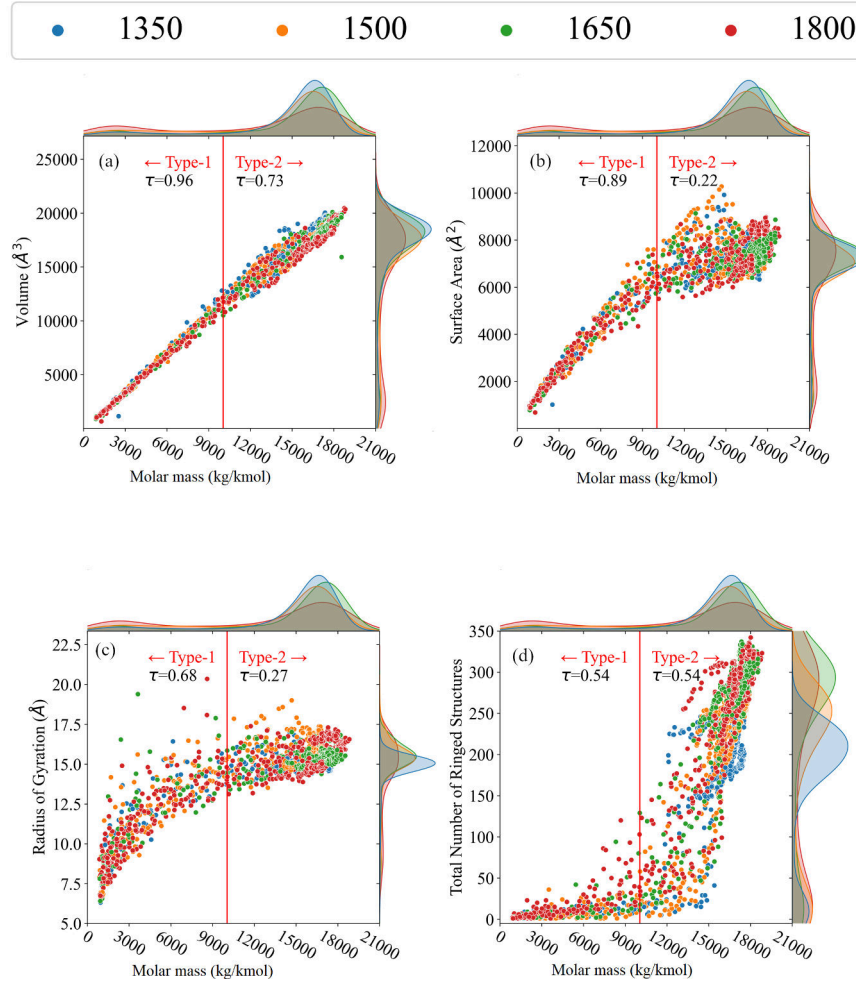 1350 1500 1650 1800
(a)
← Type-1 Type-2 →
τ=0.96 τ=0.73
25000
20000
15000
10000
5000
Volume (Å³)
0 3000 6000 9000 12000 15000 18000 21000
Molar mass (kg/kmol)
(b)
← Type-1 Type-2 →
τ=0.89 τ=0.22
12000
10000
8000
6000
4000
2000
Surface Area (Å²)
0 3000 6000 9000 12000 15000 18000 21000
Molar mass (kg/kmol)
(c)
← Type-1 Type-2 →
τ=0.68 τ=0.27
22.5
20.0
17.5
15.0
12.5
10.0
7.5
5.0
Radius of Gyration (Å)
0 3000 6000 9000 12000 15000 18000 21000
Molar mass (kg/kmol)
(d)
← Type-1 Type-2 →
τ=0.54 τ=0.54
350
300
250
200
150
100
50
0
Total Number of Ringed Structures
0 3000 6000 9000 12000 15000 18000 21000
Molar mass (kg/kmol)